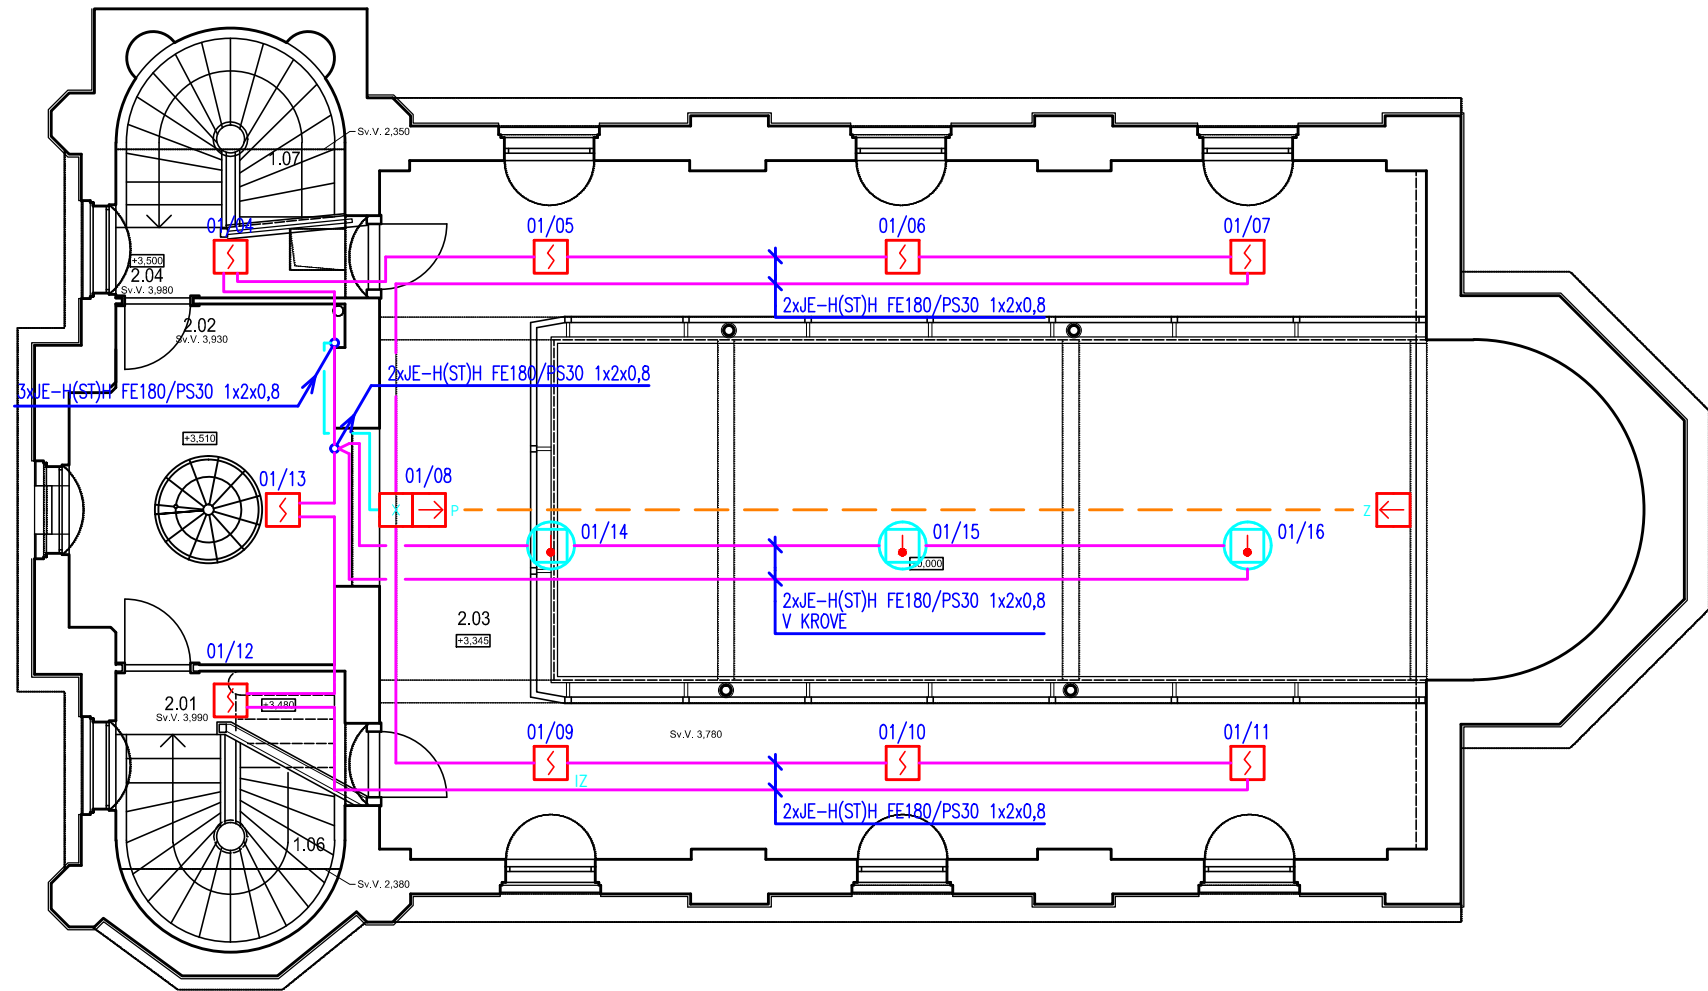 Sv.V. 2,350
1.07
01/04
01/05
01/06
01/07
+3,500
2.04
Sv.V. 3,980
2xJE-H(ST)H FE180/PS30 1x2x0,8
2.02
Sv.V. 3,930
2xJE-H(ST)H FE180/PS30 1x2x0,8
3xJE-H(ST)H FE180/PS30 1x2x0,8
+3,510
01/13
01/08
X
P
Z
01/14
01/15
01/16
2xJE-H(ST)H FE180/PS30 1x2x0,8
V KROVE
2.03
+3,345
01/12
2.01
Sv.V. 3,990
+3,480
01/09
01/10
01/11
Sv.V. 3,780
IZ
2xJE-H(ST)H FE180/PS30 1x2x0,8
1.06
Sv.V. 2,380